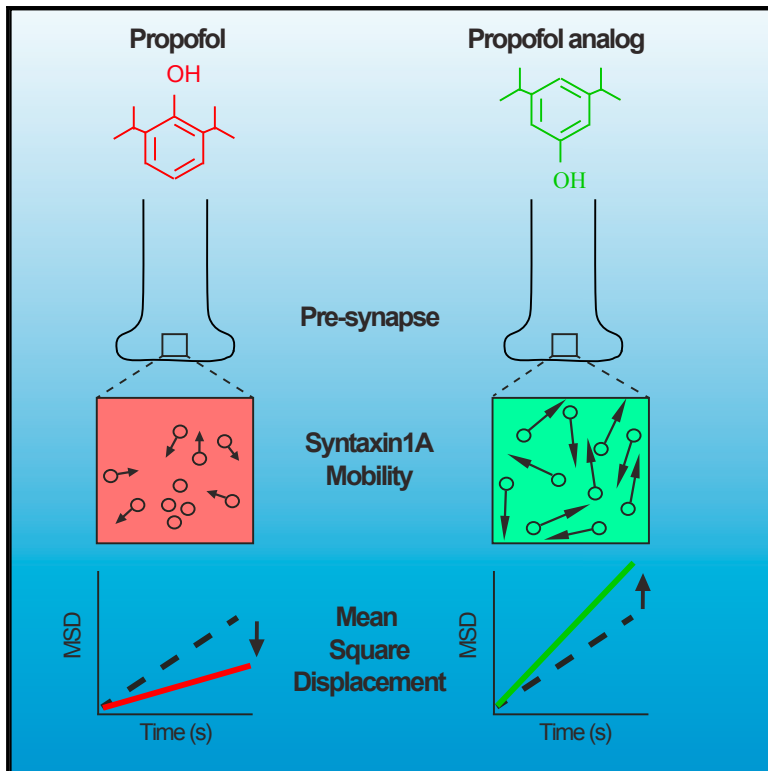 Propofol
Propofol analog
OH
OH
Pre-synapse
Syntaxin1A
Mobility
Mean
Square
Displacement
MSD
Time (s)
MSD
Time (s)